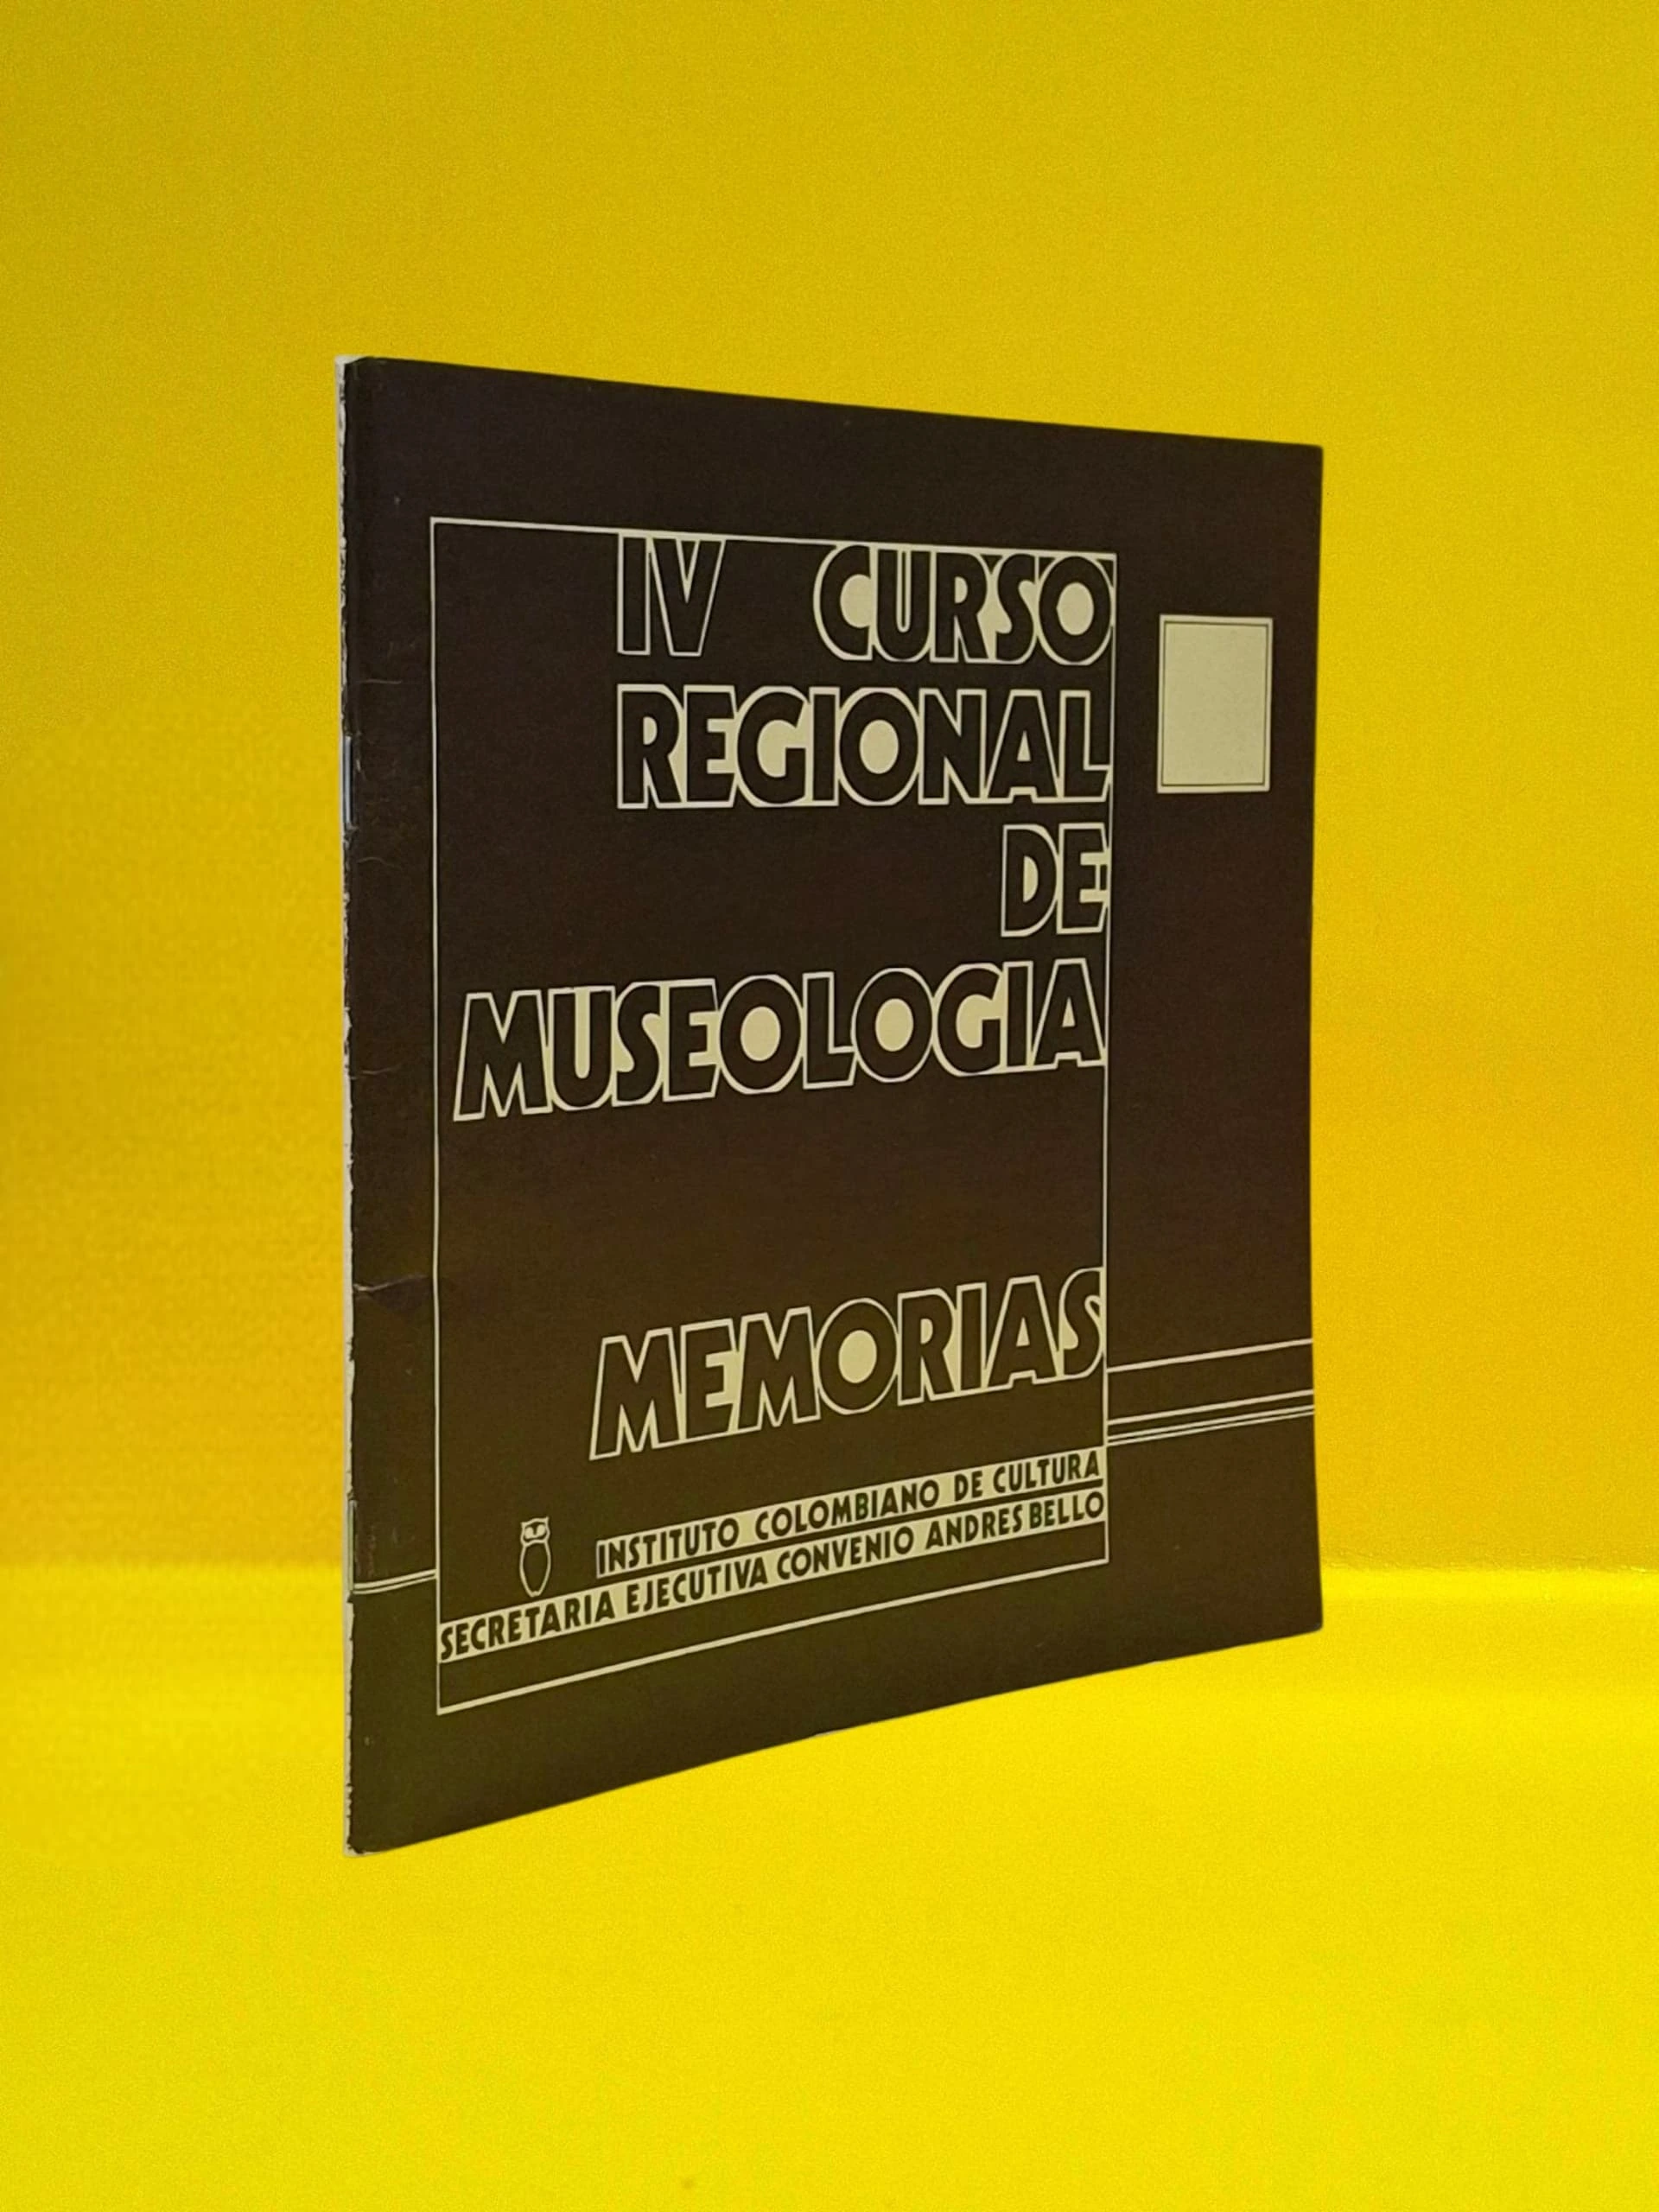 IV CURSO
REGIONAL
DE
MUSEOLOGIA
MEMORIAS
INSTITUTO COLOMBIANO DE CULTURA
SECRETARIA EJECUTIVA CONVENIO ANDRES BELLO